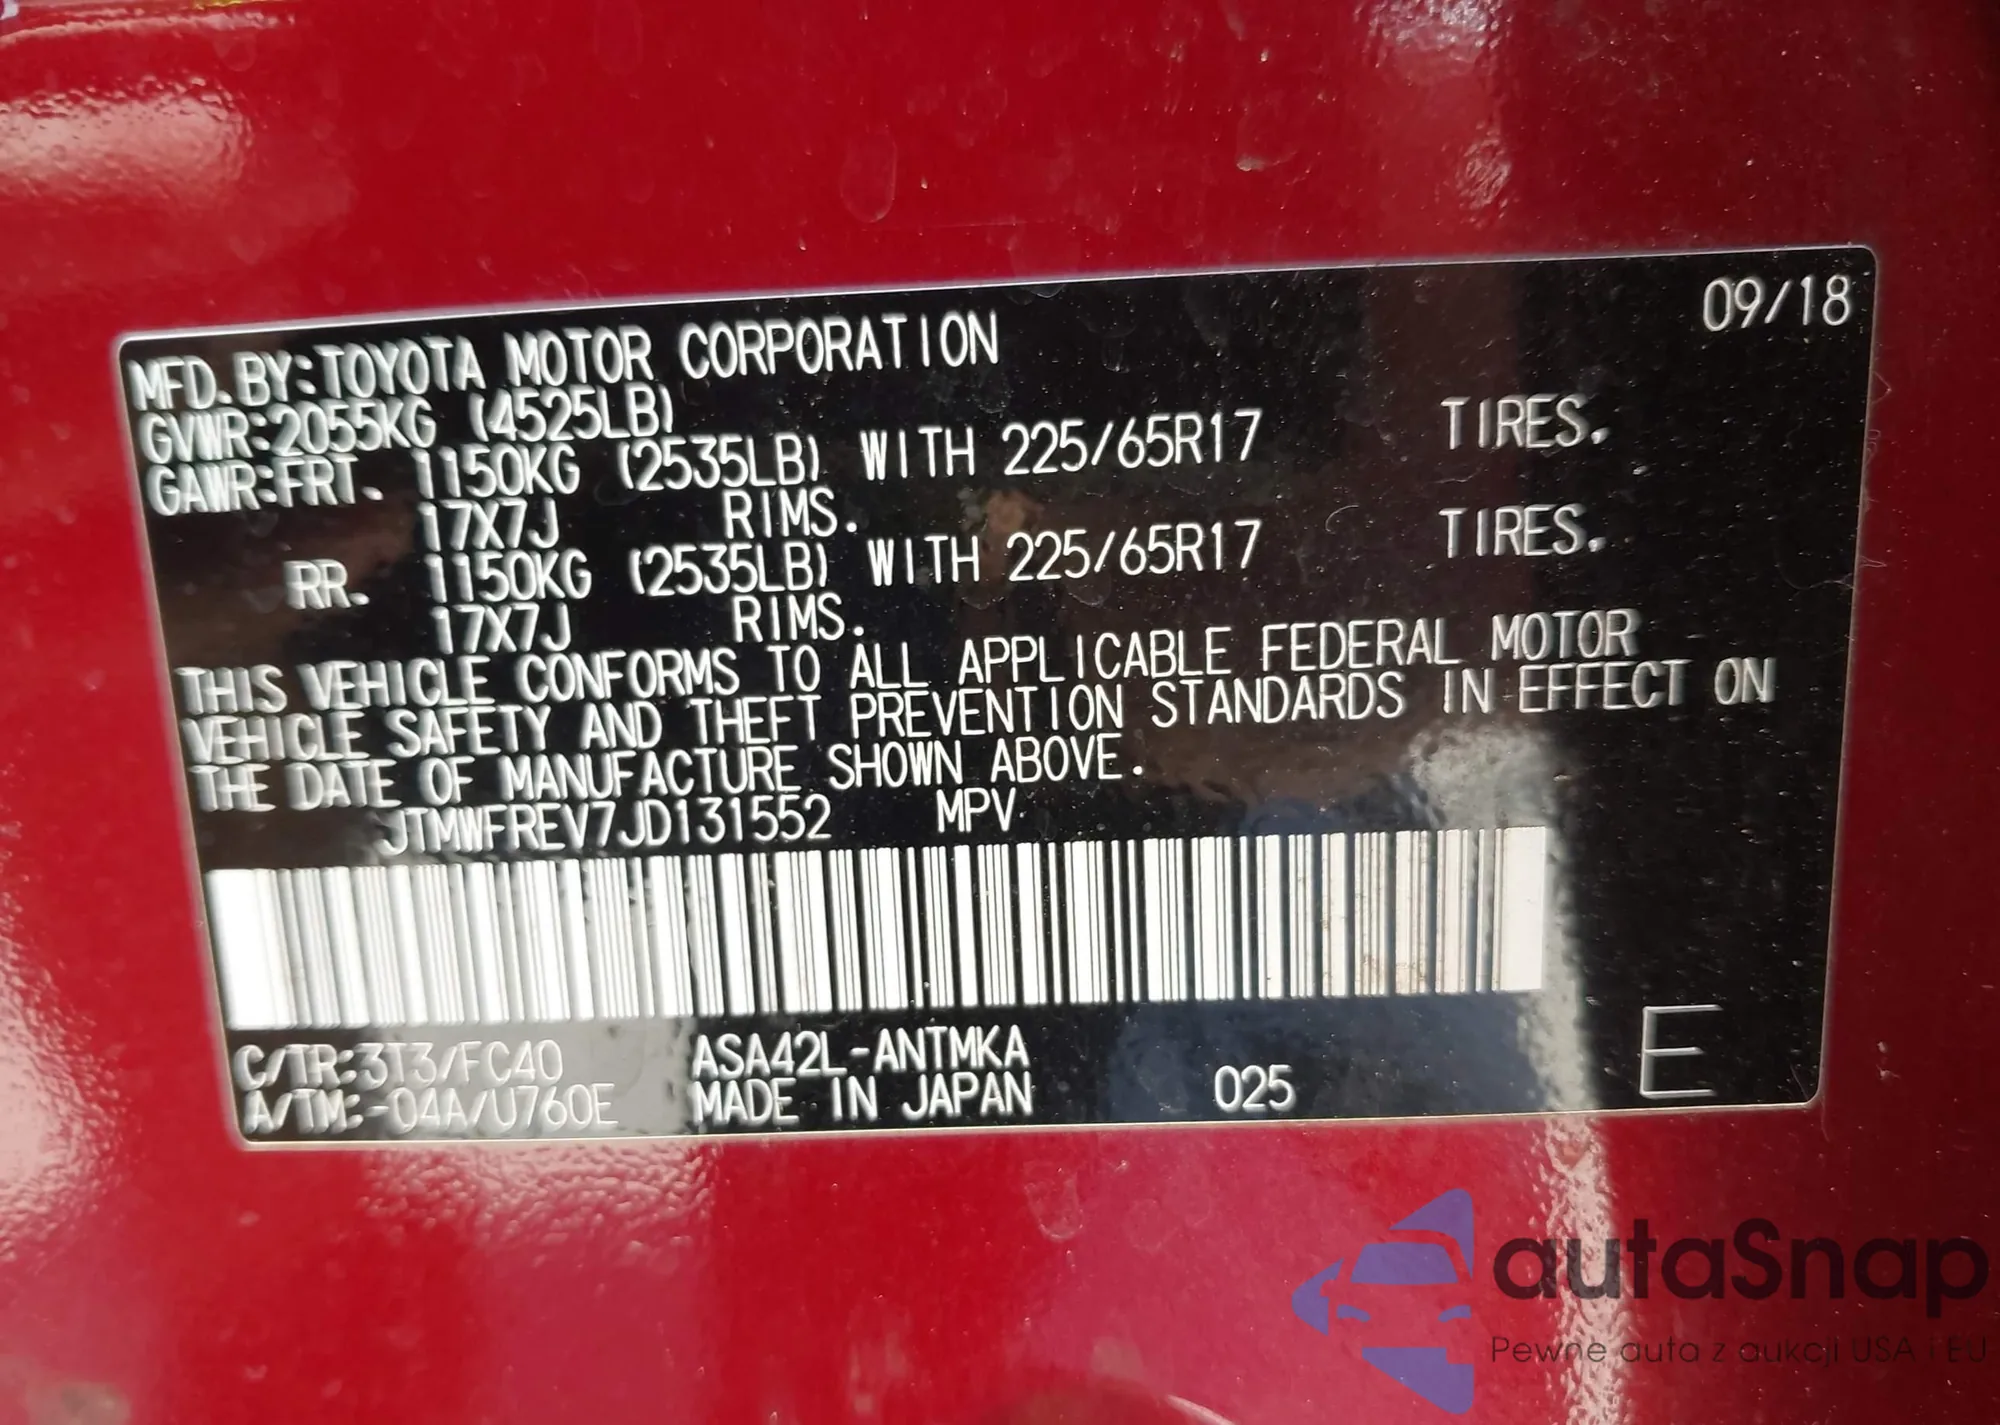 09/18
MFD.BY:TOYOTA MOTOR CORPORATION
GVWR:2055KG (4525LB)
GAWR:FRT. 1150KG (2535LB) WITH 225/65R17 TIRES.
17X7J RIMS.
RR. 1150KG (2535LB) WITH 225/65R17 TIRES.
17X7J RIMS.
THIS VEHICLE CONFORMS TO ALL APPLICABLE FEDERAL MOTOR
VEHICLE SAFETY AND THEFT PREVENTION STANDARDS IN EFFECT ON
THE DATE OF MANUFACTURE SHOWN ABOVE.
JTMWFREV7JD131552 MPV
C/TR:3T3/FC40 ASA42L-ANTMKA
A/TM:-04A/U760E MADE IN JAPAN 025 E
autaSnap
Pewne auta z aukcji USA i EU